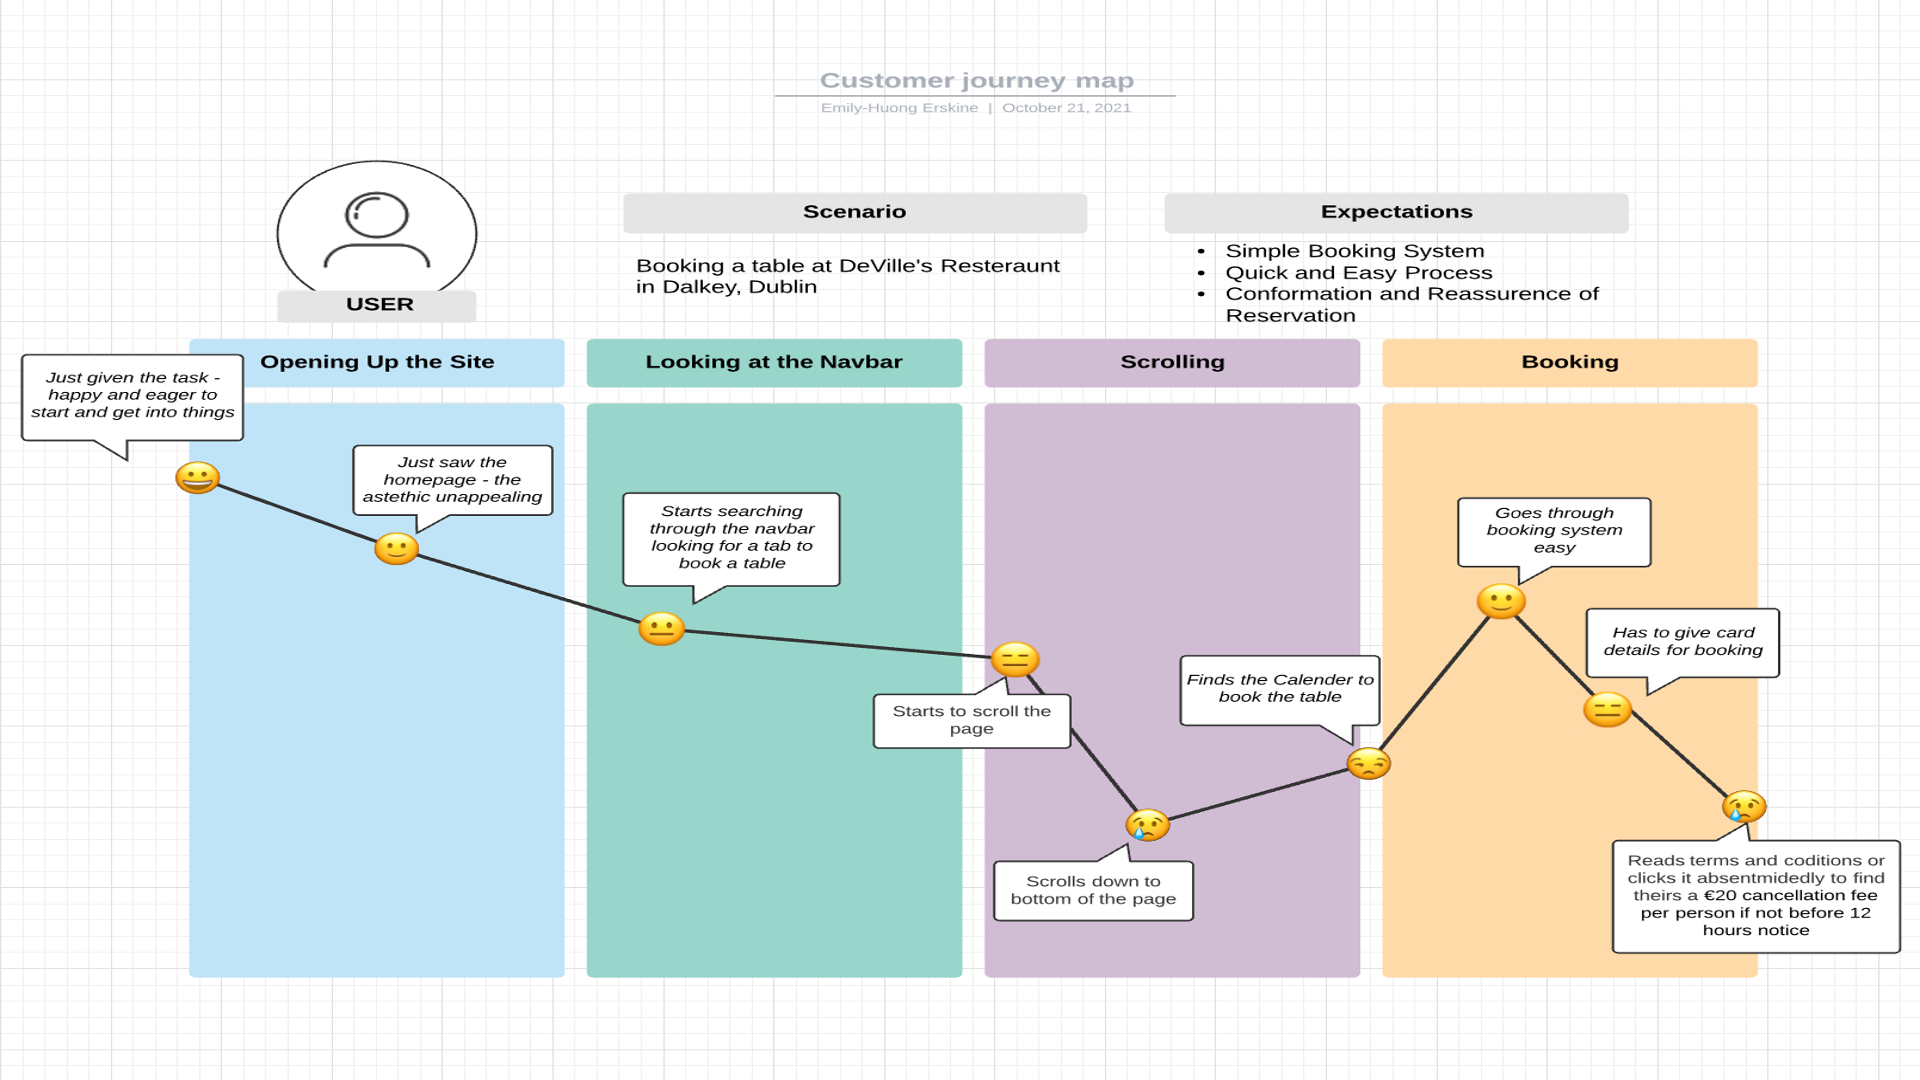 Customer journey map
Emily-Huong Erskine | October 21, 2021
USER
Scenario
Booking a table at DeVille's Resteraunt
in Dalkey, Dublin
Expectations
• Simple Booking System
• Quick and Easy Process
• Conformation and Reassurence of
Reservation
Opening Up the Site
Looking at the Navbar
Scrolling
Booking
Just given the task -
happy and eager to
start and get into things
Just saw the
homepage - the
astethic unappealing
Starts searching
through the navbar
looking for a tab to
book a table
Starts to scroll the
page
Scrolls down to
bottom of the page
Finds the Calender to
book the table
Goes through
booking system
easy
Has to give card
details for booking
Reads terms and coditions or
clicks it absentmidedly to find
theirs a €20 cancellation fee
per person if not before 12
hours notice